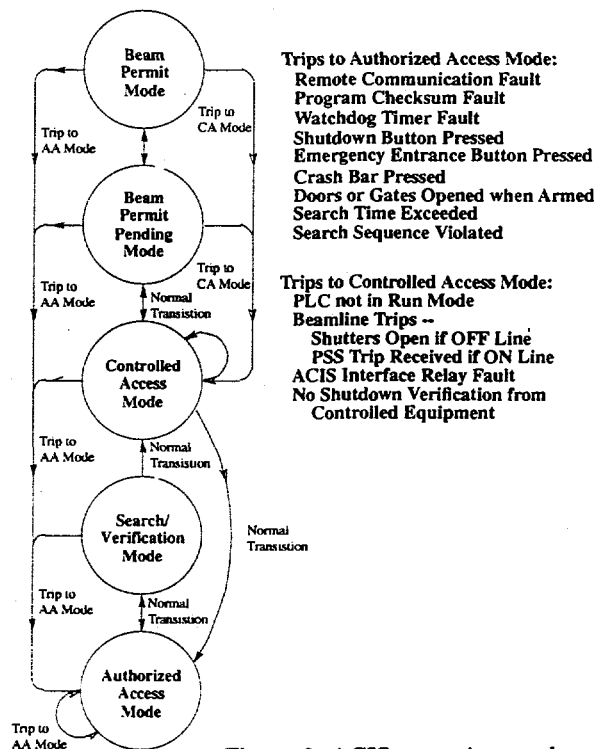 Beam
Permit
Mode
Trip to
AA Mode
Trip to
CA Mode
Beam
Permit
Pending
Mode
Trip to
AA Mode
Trip to
CA Mode
Normal
Transistion
Controlled
Access
Mode
Trip to
AA Mode
Normal
Transistion
Search/
Verification
Mode
Normal
Transistion
Trip to
AA Mode
Normal
Transistion
Authorized
Access
Mode
Trip to
AA Mode
Trips to Authorized Access Mode:
Remote Communication Fault
Program Checksum Fault
Watchdog Timer Fault
Shutdown Button Pressed
Emergency Entrance Button Pressed
Crash Bar Pressed
Doors or Gates Opened when Armed
Search Time Exceeded
Search Sequence Violated
Trips to Controlled Access Mode:
PLC not in Run Mode
Beamline Trips --
Shutters Open if OFF Line
PSS Trip Received if ON Line
ACIS Interface Relay Fault
No Shutdown Verification from
Controlled Equipment